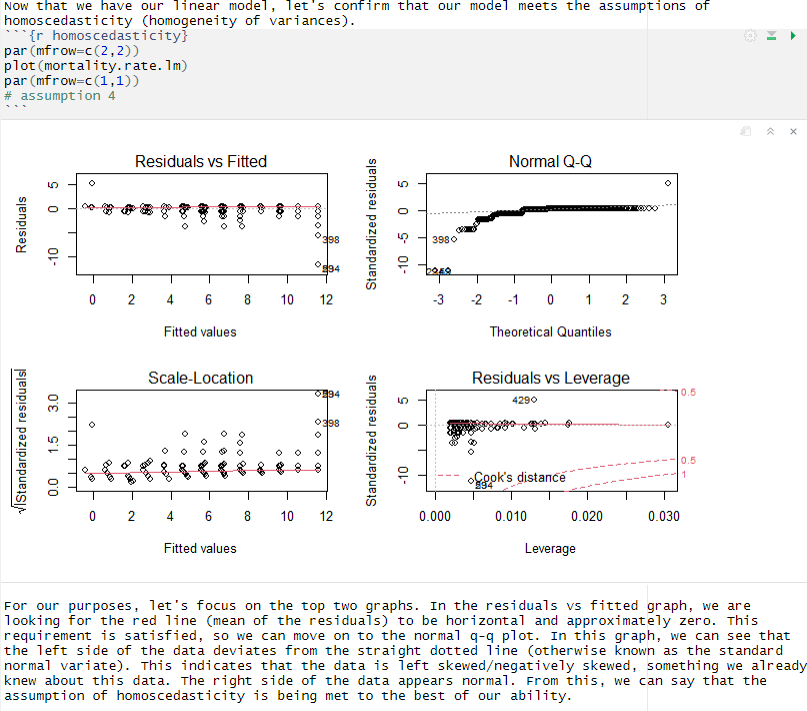 Now that we have our linear model, let's confirm that our model meets the assumptions of
homoscedasticity (homogeneity of variances).
```{r homoscedasticity}
par(mfrow=c(2,2))
plot(mortality.rate.lm)
par(mfrow=c(1,1))
# assumption 4
```
Residuals vs Fitted
Residuals
5
0
-10
398
294
0 2 4 6 8 10 12
Fitted values
Normal Q-Q
Standardized residuals
5
0
-5
-10
398
-3 -2 -1 0 1 2 3
Theoretical Quantiles
Scale-Location
√|Standardized residuals|
3.0
1.5
0.0
294
398
0 2 4 6 8 10 12
Fitted values
Residuals vs Leverage
Standardized residuals
5
0
-10
429
0.5
0.5
1
Cook's distance
294
0.000 0.010 0.020 0.030
Leverage
For our purposes, let's focus on the top two graphs. In the residuals vs fitted graph, we are
looking for the red line (mean of the residuals) to be horizontal and approximately zero. This
requirement is satisfied, so we can move on to the normal q-q plot. In this graph, we can see that
the left side of the data deviates from the straight dotted line (otherwise known as the standard
normal variate). This indicates that the data is left skewed/negatively skewed, something we already
knew about this data. The right side of the data appears normal. From this, we can say that the
assumption of homoscedasticity is being met to the best of our ability.